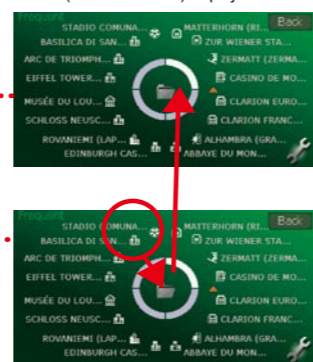 Frequent
Back
STADIO COMUNA...
MATTERHORN (RI...
BASILICA DI SAN...
ZUR WIENER STA...
ARC DE TRIOMPH...
ZERMATT (ZERMA...
EIFFEL TOWER...
CASINO DE MO...
MUSÉE DU LOU...
CLARION EURO...
SCHLOSS NEUSC...
CLARION FRANC...
ROVANIEMI (LAP...
ALHAMBRA (GRA...
EDINBURGH CAS...
ABBAYE DU MON...
Frequent
Back
STADIO COMUNA...
MATTERHORN (RI...
BASILICA DI SAN...
ZUR WIENER STA...
ARC DE TRIOMPH...
ZERMATT (ZERMA...
EIFFEL TOWER...
CASINO DE MO...
MUSÉE DU LOU...
CLARION EURO...
SCHLOSS NEUSC...
CLARION FRANC...
ROVANIEMI (LAP...
ALHAMBRA (GRA...
EDINBURGH CAS...
ABBAYE DU MON...